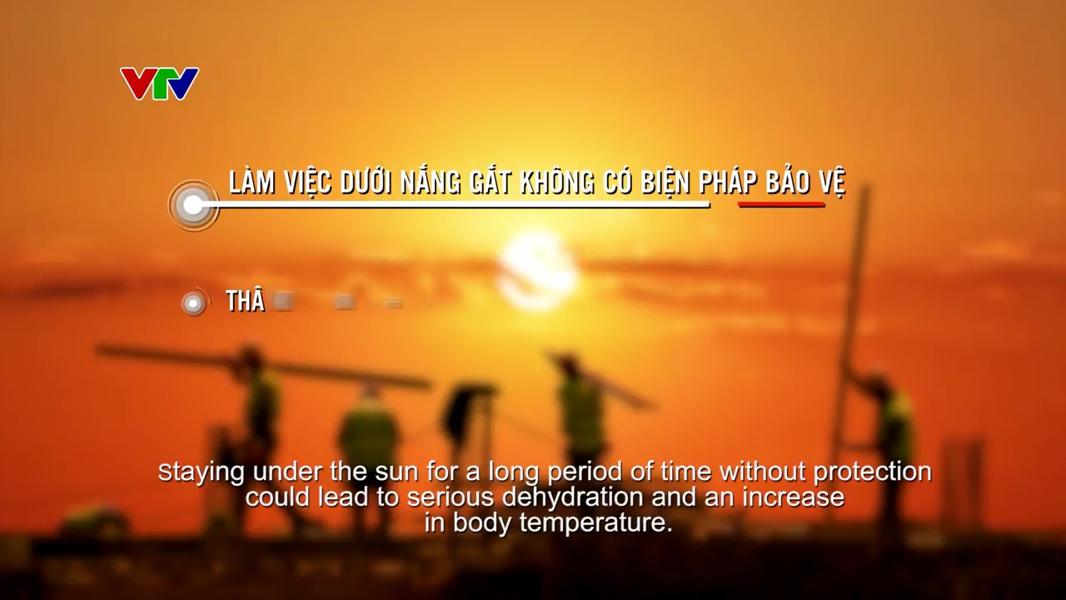 VTV
LÀM VIỆC DƯỚI NẮNG GẮT KHÔNG CÓ BIỆN PHÁP BẢO VỆ
THÂ
Staying under the sun for a long period of time without protection
could lead to serious dehydration and an increase
in body temperature.